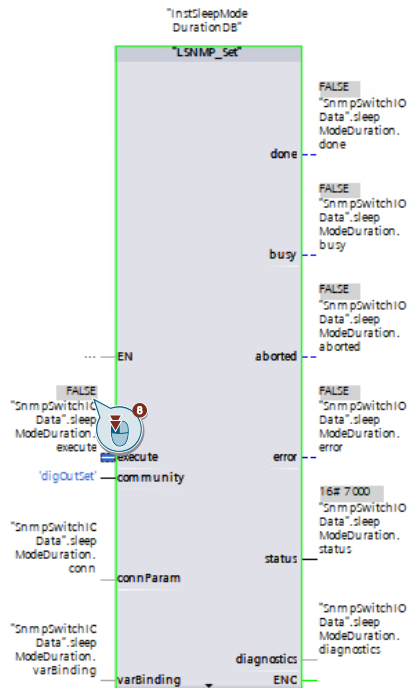 "InstSleepMode
DurationDB"
"LSNMP_Set"
FALSE
"SnmpSwitchIO
Data".sleep
ModeDuration.
done
done
FALSE
"SnmpSwitchIO
Data".sleep
ModeDuration.
busy
busy
FALSE
"SnmpSwitchIO
Data".sleep
ModeDuration.
aborted
... EN
aborted
FALSE
"SnmpSwitchIO
Data".sleep
ModeDuration.
execute
8
execute
FALSE
"SnmpSwitchIO
Data".sleep
ModeDuration.
error
error
'digOutSet'
community
16#7000
"SnmpSwitchIO
Data".sleep
ModeDuration.
status
status
"SnmpSwitchIO
Data".sleep
ModeDuration.
conn
connParam
"SnmpSwitchIO
Data".sleep
ModeDuration.
diagnostics
diagnostics
"SnmpSwitchIO
Data".sleep
ModeDuration.
varBinding
varBinding
ENO